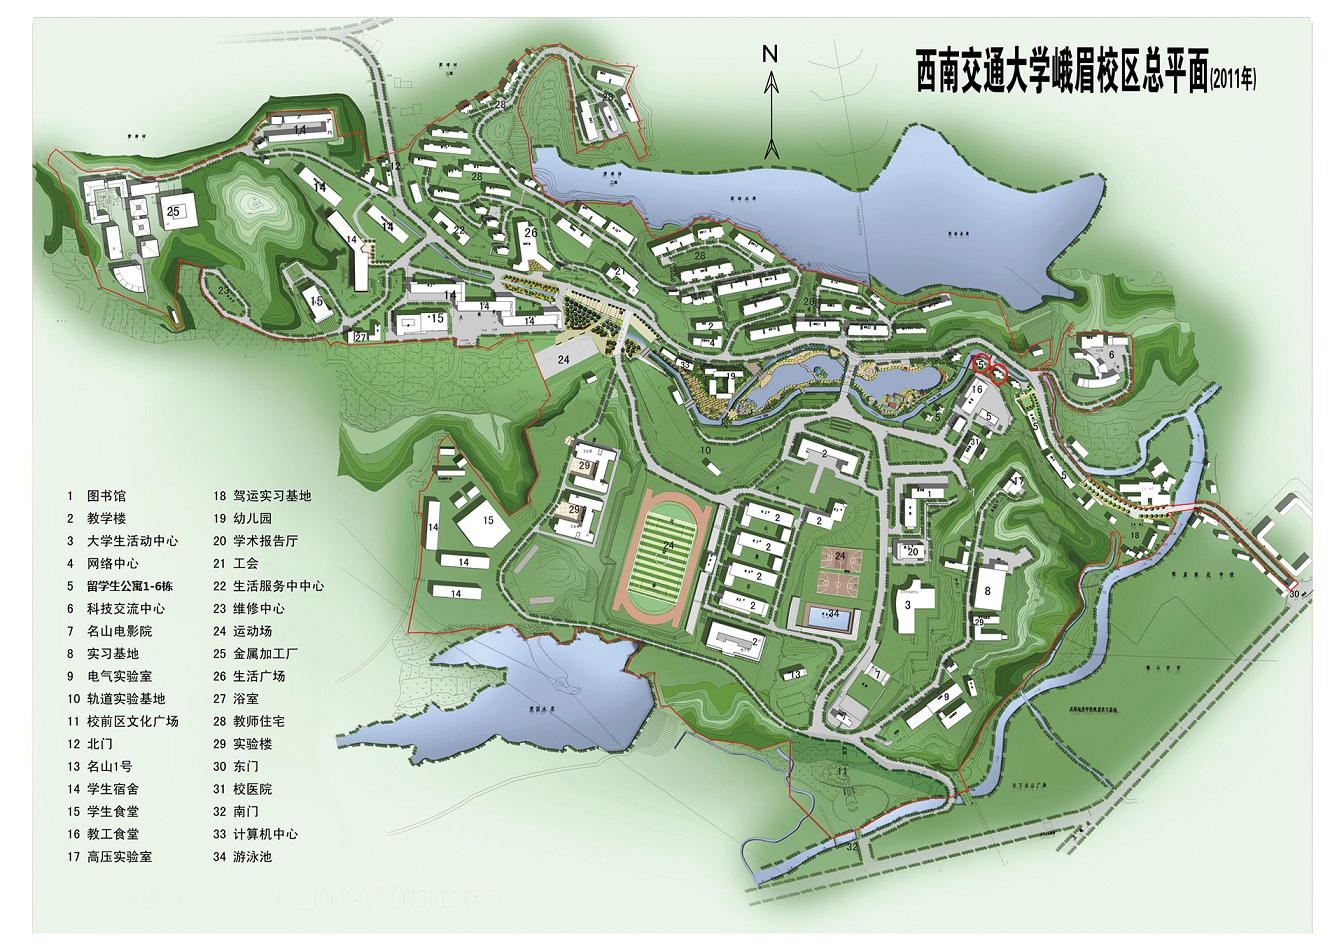 N
西南交通大学峨眉校区总平面(2011年)
1 图书馆
2 教学楼
3 大学生活动中心
4 网络中心
5 留学生公寓1-6栋
6 科技交流中心
7 名山电影院
8 实习基地
9 电气实验室
10 轨道实验基地
11 校前区文化广场
12 北门
13 名山1号
14 学生宿舍
15 学生食堂
16 教工食堂
17 高压实验室
18 驾运实习基地
19 幼儿园
20 学术报告厅
21 工会
22 生活服务中中心
23 维修中心
24 运动场
25 金属加工厂
26 生活广场
27 浴室
28 教师住宅
29 实验楼
30 东门
31 校医院
32 南门
33 计算机中心
34 游泳池
14
28
28
12
14
28
25
14
14
22
26
14
23
15
21
28
14
14
15
14
27
28
2
4
24
33
19
5
6
16
5
5
5
31
5
10
29
2
17
1
29
15
14
2
2
24
2
24
20
18
14
2
8
30
14
2
3
34
29
2
13
1
9
11
32